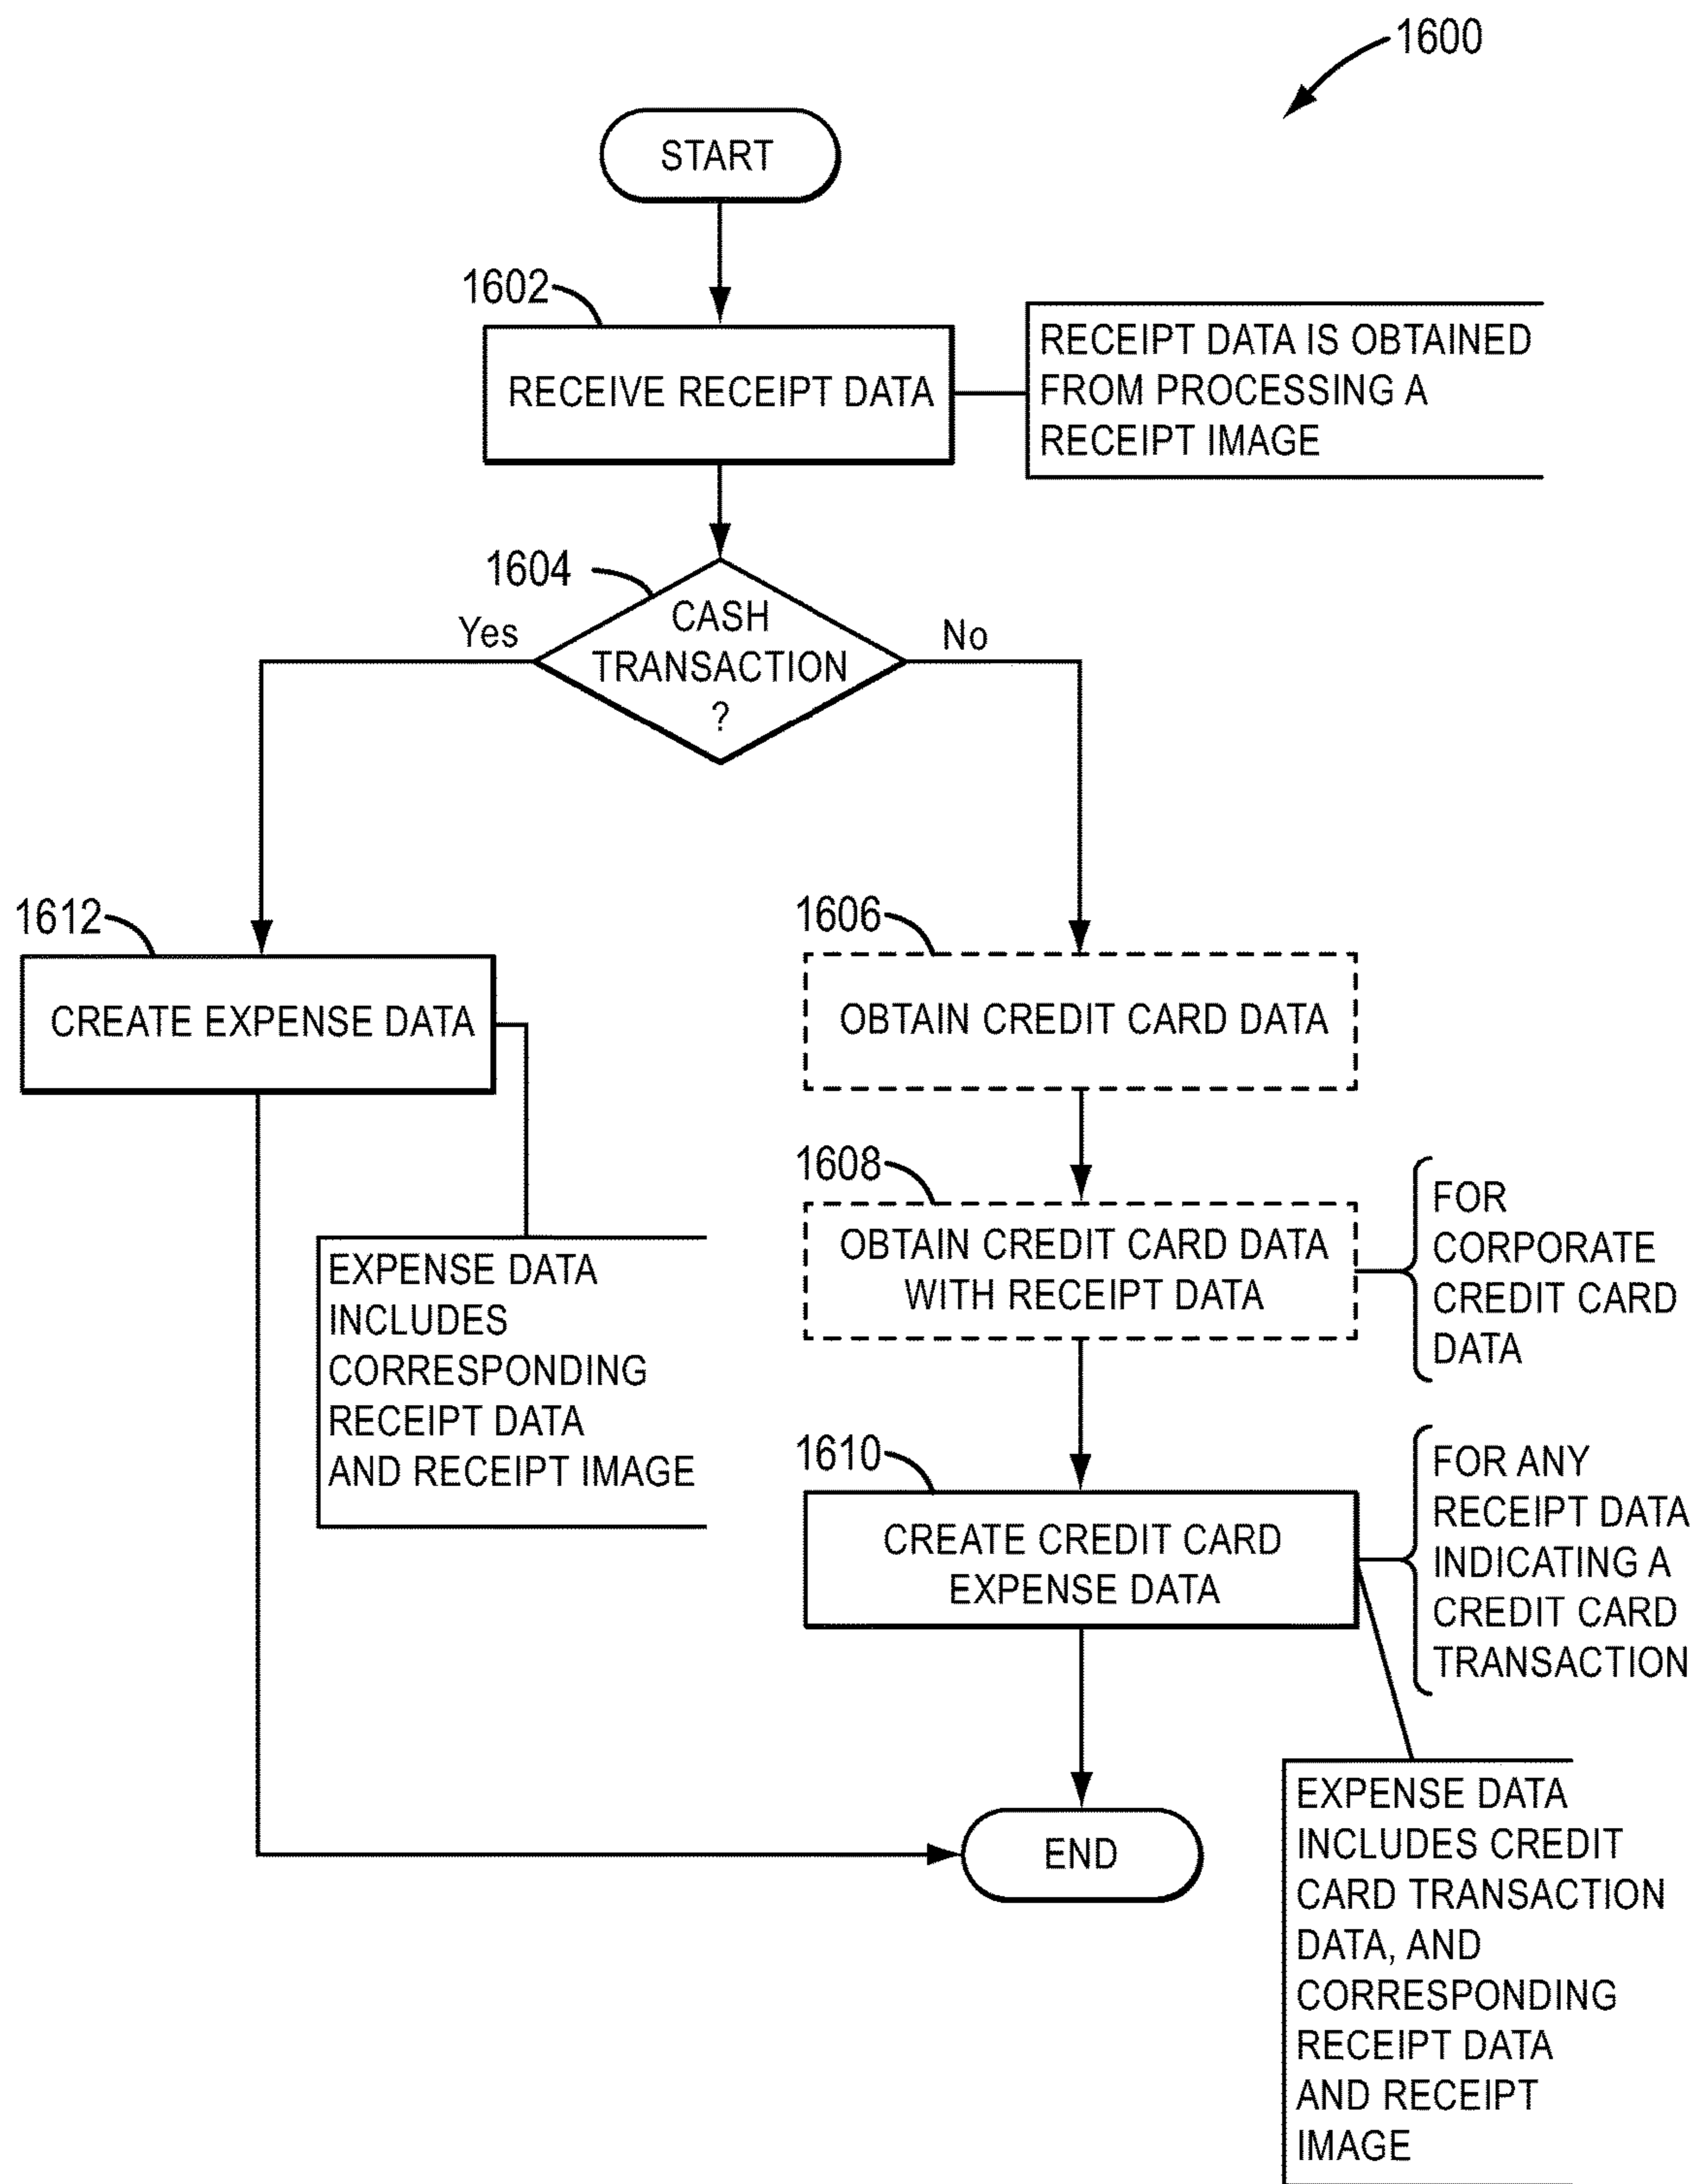 1600
START
1602
RECEIVE RECEIPT DATA
RECEIPT DATA IS OBTAINED
FROM PROCESSING A
RECEIPT IMAGE
1604
CASH
TRANSACTION
?
Yes
No
1612
CREATE EXPENSE DATA
EXPENSE DATA
INCLUDES
CORRESPONDING
RECEIPT DATA
AND RECEIPT IMAGE
1606
OBTAIN CREDIT CARD DATA
1608
OBTAIN CREDIT CARD DATA
WITH RECEIPT DATA
FOR
CORPORATE
CREDIT CARD
DATA
1610
CREATE CREDIT CARD
EXPENSE DATA
FOR ANY
RECEIPT DATA
INDICATING A
CREDIT CARD
TRANSACTION
EXPENSE DATA
INCLUDES CREDIT
CARD TRANSACTION
DATA, AND
CORRESPONDING
RECEIPT DATA
AND RECEIPT
IMAGE
END